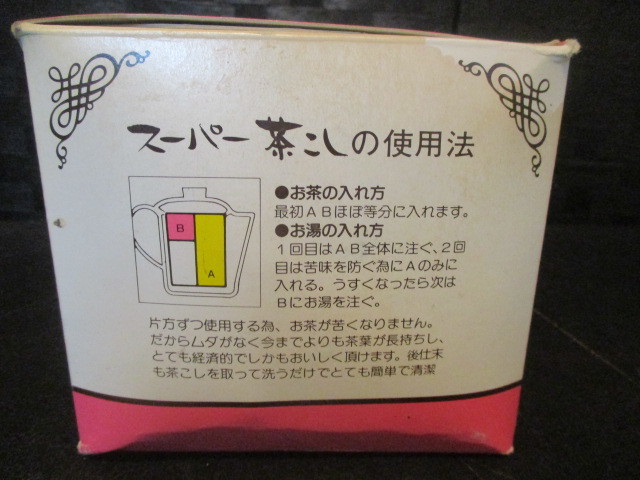 スーパー茶こしの使用法
●お茶の入れ方
最初ABほぼ等分に入れます。
●お湯の入れ方
1回目はAB全体に注ぐ、2回
目は苦味を防ぐ為にAのみに
入れる。うすくなったら次は
Bにお湯を注ぐ。
B
A
片方ずつ使用する為、お茶が苦くなりません。
だからムダがなく今までよりも茶葉が長持ちし、
とても経済的でしかもおいしく頂けます。後仕末
も茶こしを取って洗うだけでとても簡単で清潔